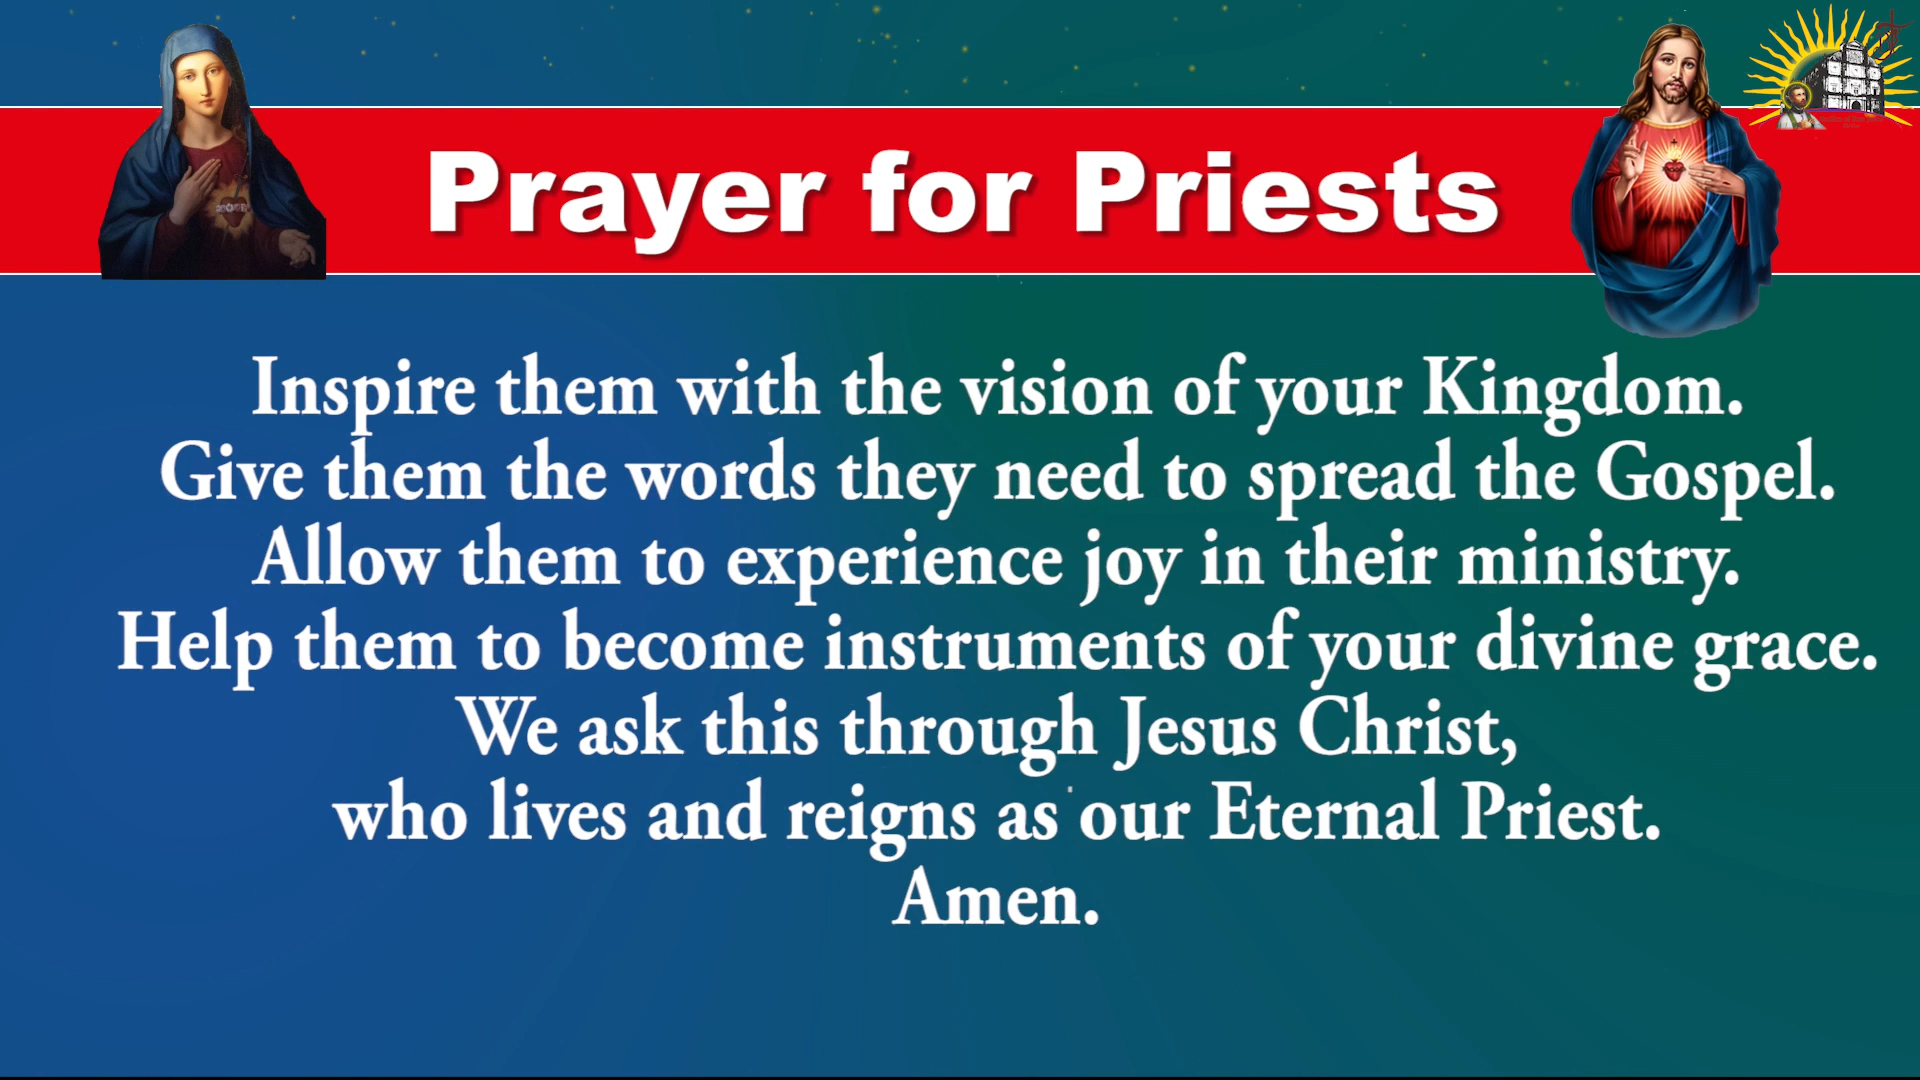 Prayer for Priests
Inspire them with the vision of your Kingdom.
Give them the words they need to spread the Gospel.
Allow them to experience joy in their ministry.
Help them to become instruments of your divine grace.
We ask this through Jesus Christ,
who lives and reigns as our Eternal Priest.
Amen.